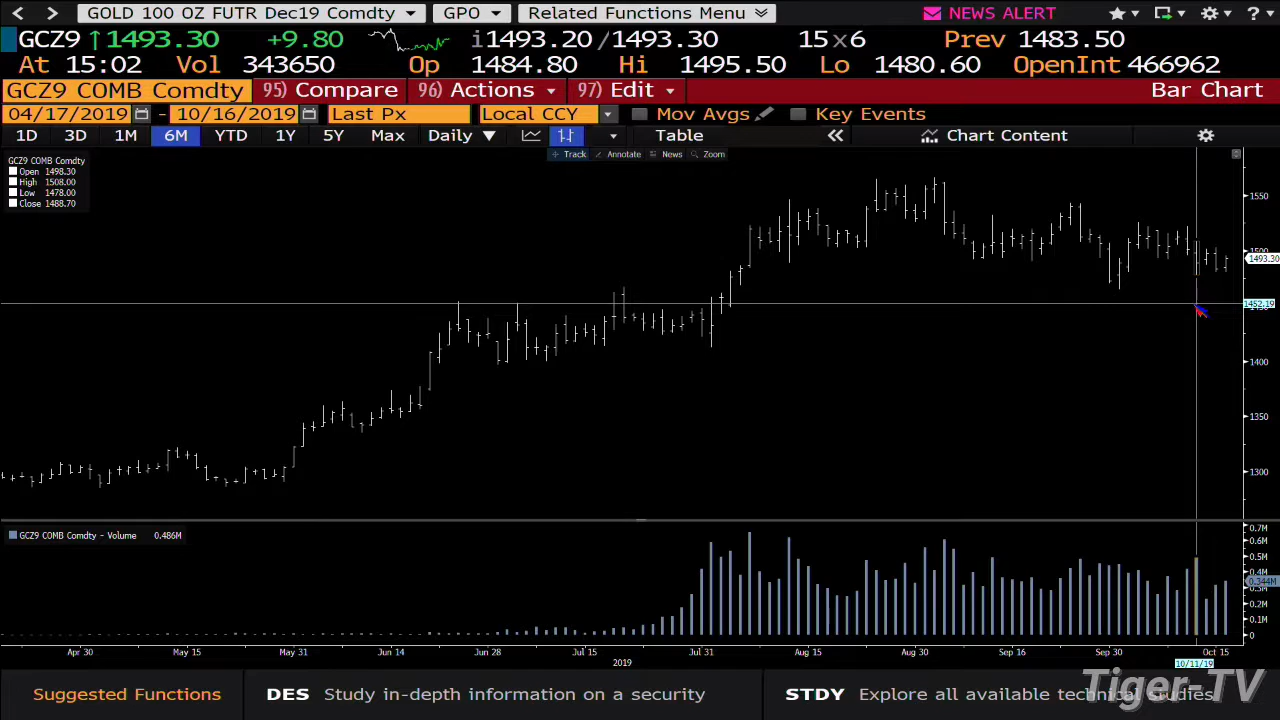 GOLD 100 OZ FUTR Dec19 Comdty GPO Related Functions Menu NEWS ALERT ?
GCZ9 ↑1493.30 +9.80 i1493.20/1493.30 15x6 Prev 1483.50
At 15:02 Vol 343650 Op 1484.80 Hi 1495.50 Lo 1480.60 OpenInt 466962
GCZ9 COMB Comdty 95) Compare 96) Actions 97) Edit Bar Chart
04/17/2019 - 10/16/2019 Last Px Local CCY Mov Avgs Key Events
1D 3D 1M 6M YTD 1Y 5Y Max Daily ▼ Table « Chart Content
Track Annotate News Zoom
GCZ9 COMB Comdty
Open 1498.30
High 1508.00
Low 1478.00
Close 1488.70
1550
1500
1493.30
1452.19
1450
1400
1350
1300
GCZ9 COMB Comdty - Volume 0.486M
0.7M
0.6M
0.5M
0.4M
0.344M
0.3M
0.2M
0.1M
0
Apr 30 May 15 May 31 Jun 14 Jun 28 Jul 15 Jul 31 Aug 15 Aug 30 Sep 16 Sep 30 Oct 15
2019 10/11/19
Suggested Functions DES Study in-depth information on a security STDY Explore all available technical studies
Tiger-TV